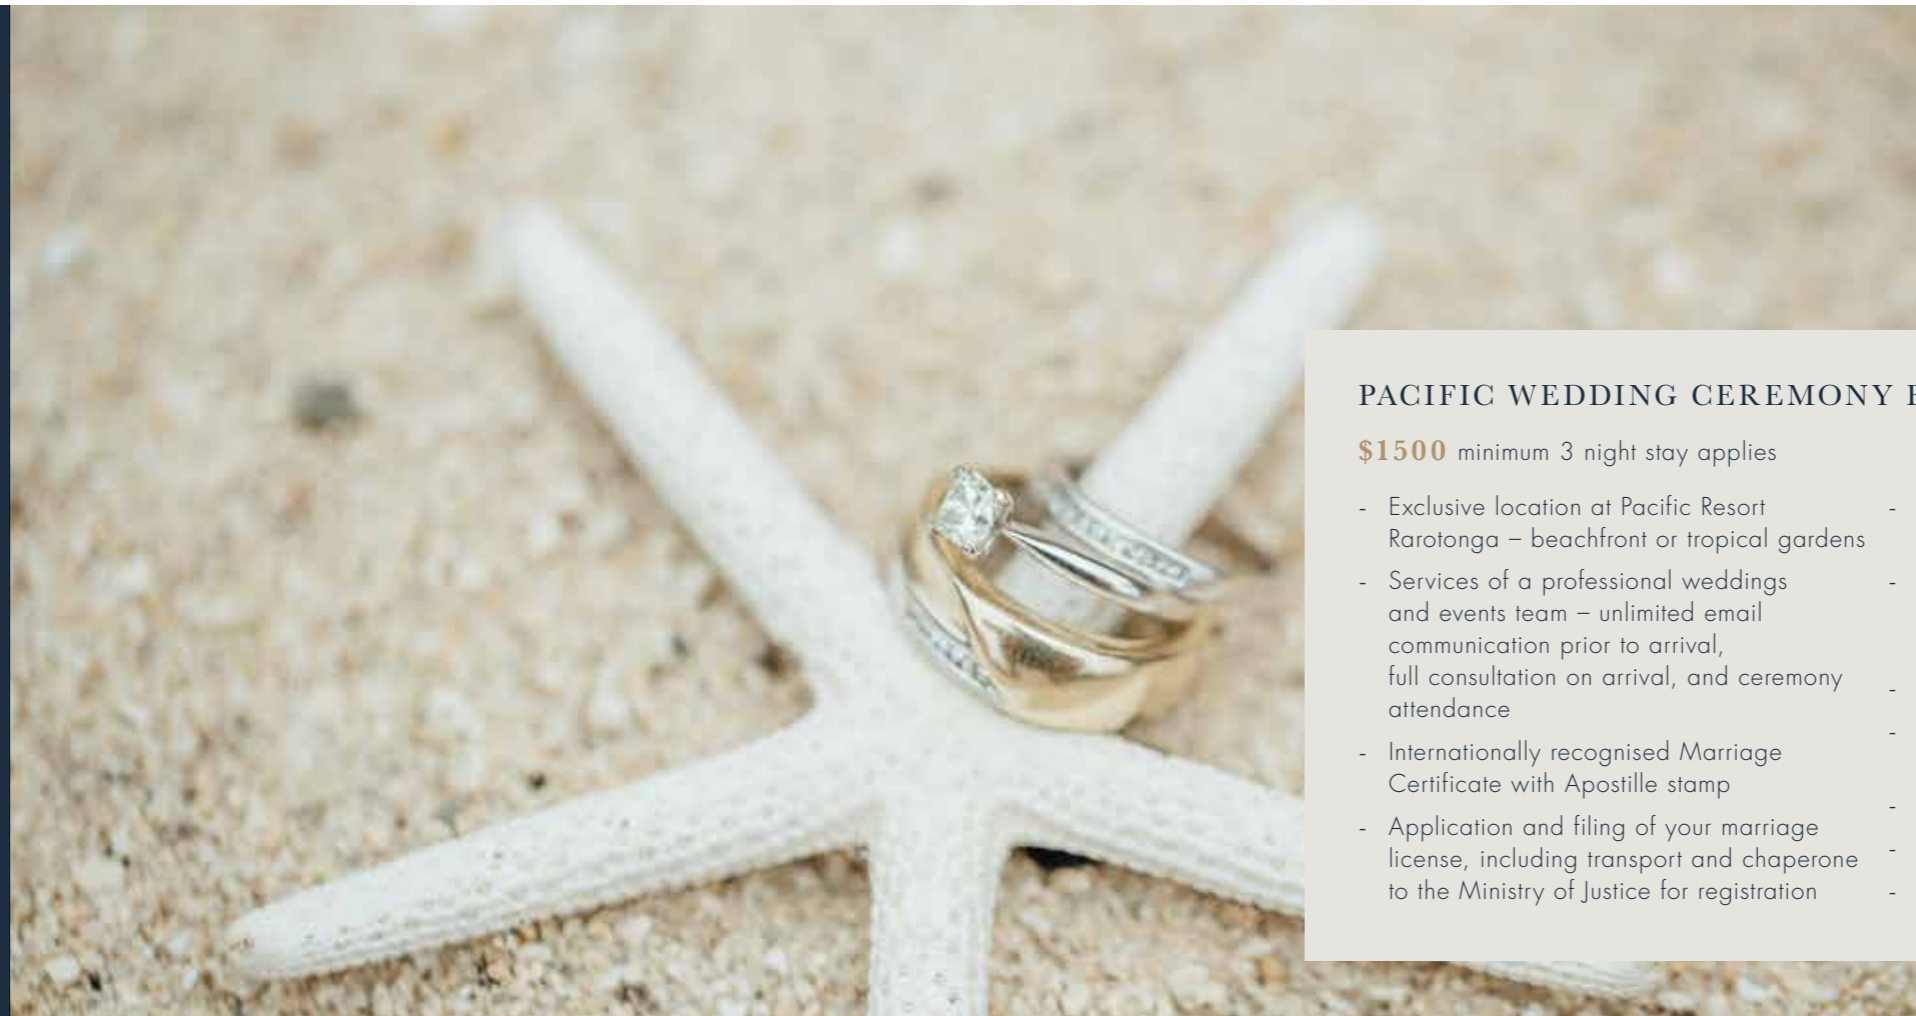 PACIFIC WEDDING CEREMONY
$1500 minimum 3 night stay applies
- Exclusive location at Pacific Resort
Rarotonga – beachfront or tropical gardens
- Services of a professional weddings
and events team – unlimited email
communication prior to arrival,
full consultation on arrival, and ceremony
attendance
- Internationally recognised Marriage
Certificate with Apostille stamp
- Application and filing of your marriage
license, including transport and chaperone
to the Ministry of Justice for registration